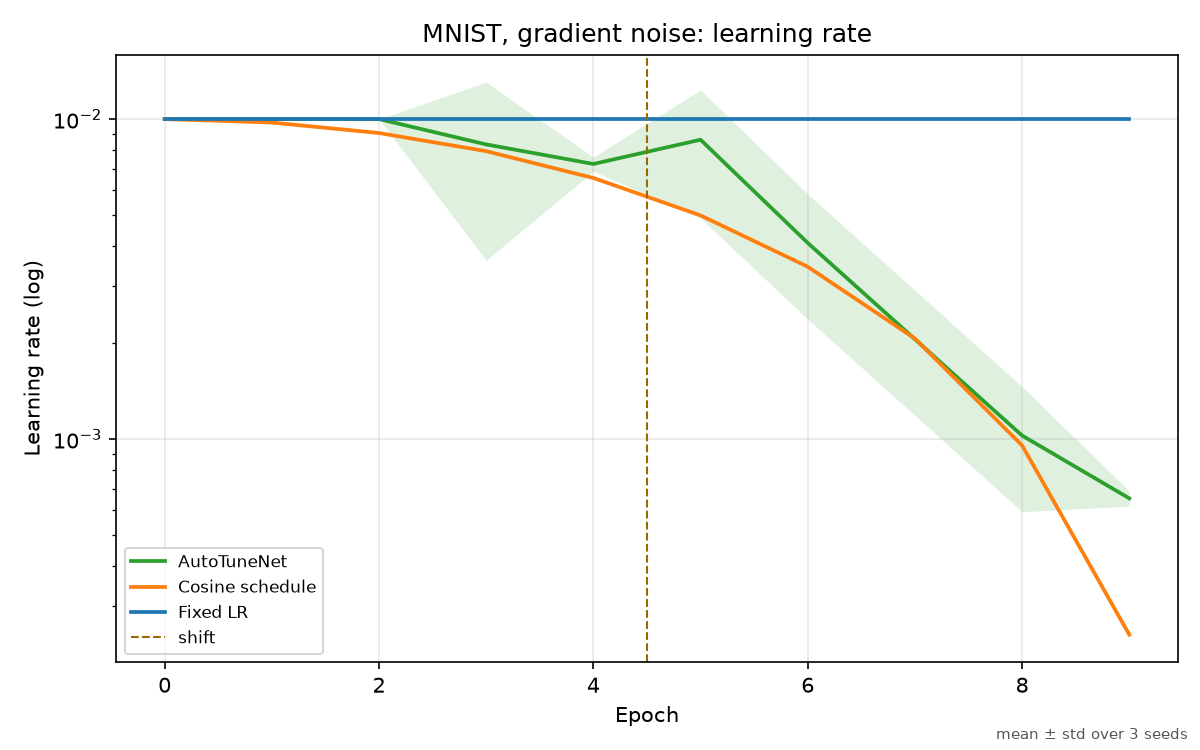 MNIST, gradient noise: learning rate
Learning rate (log)
10⁻²
10⁻³
AutoTuneNet
Cosine schedule
Fixed LR
shift
0 2 4 6 8
Epoch
mean ± std over 3 seeds